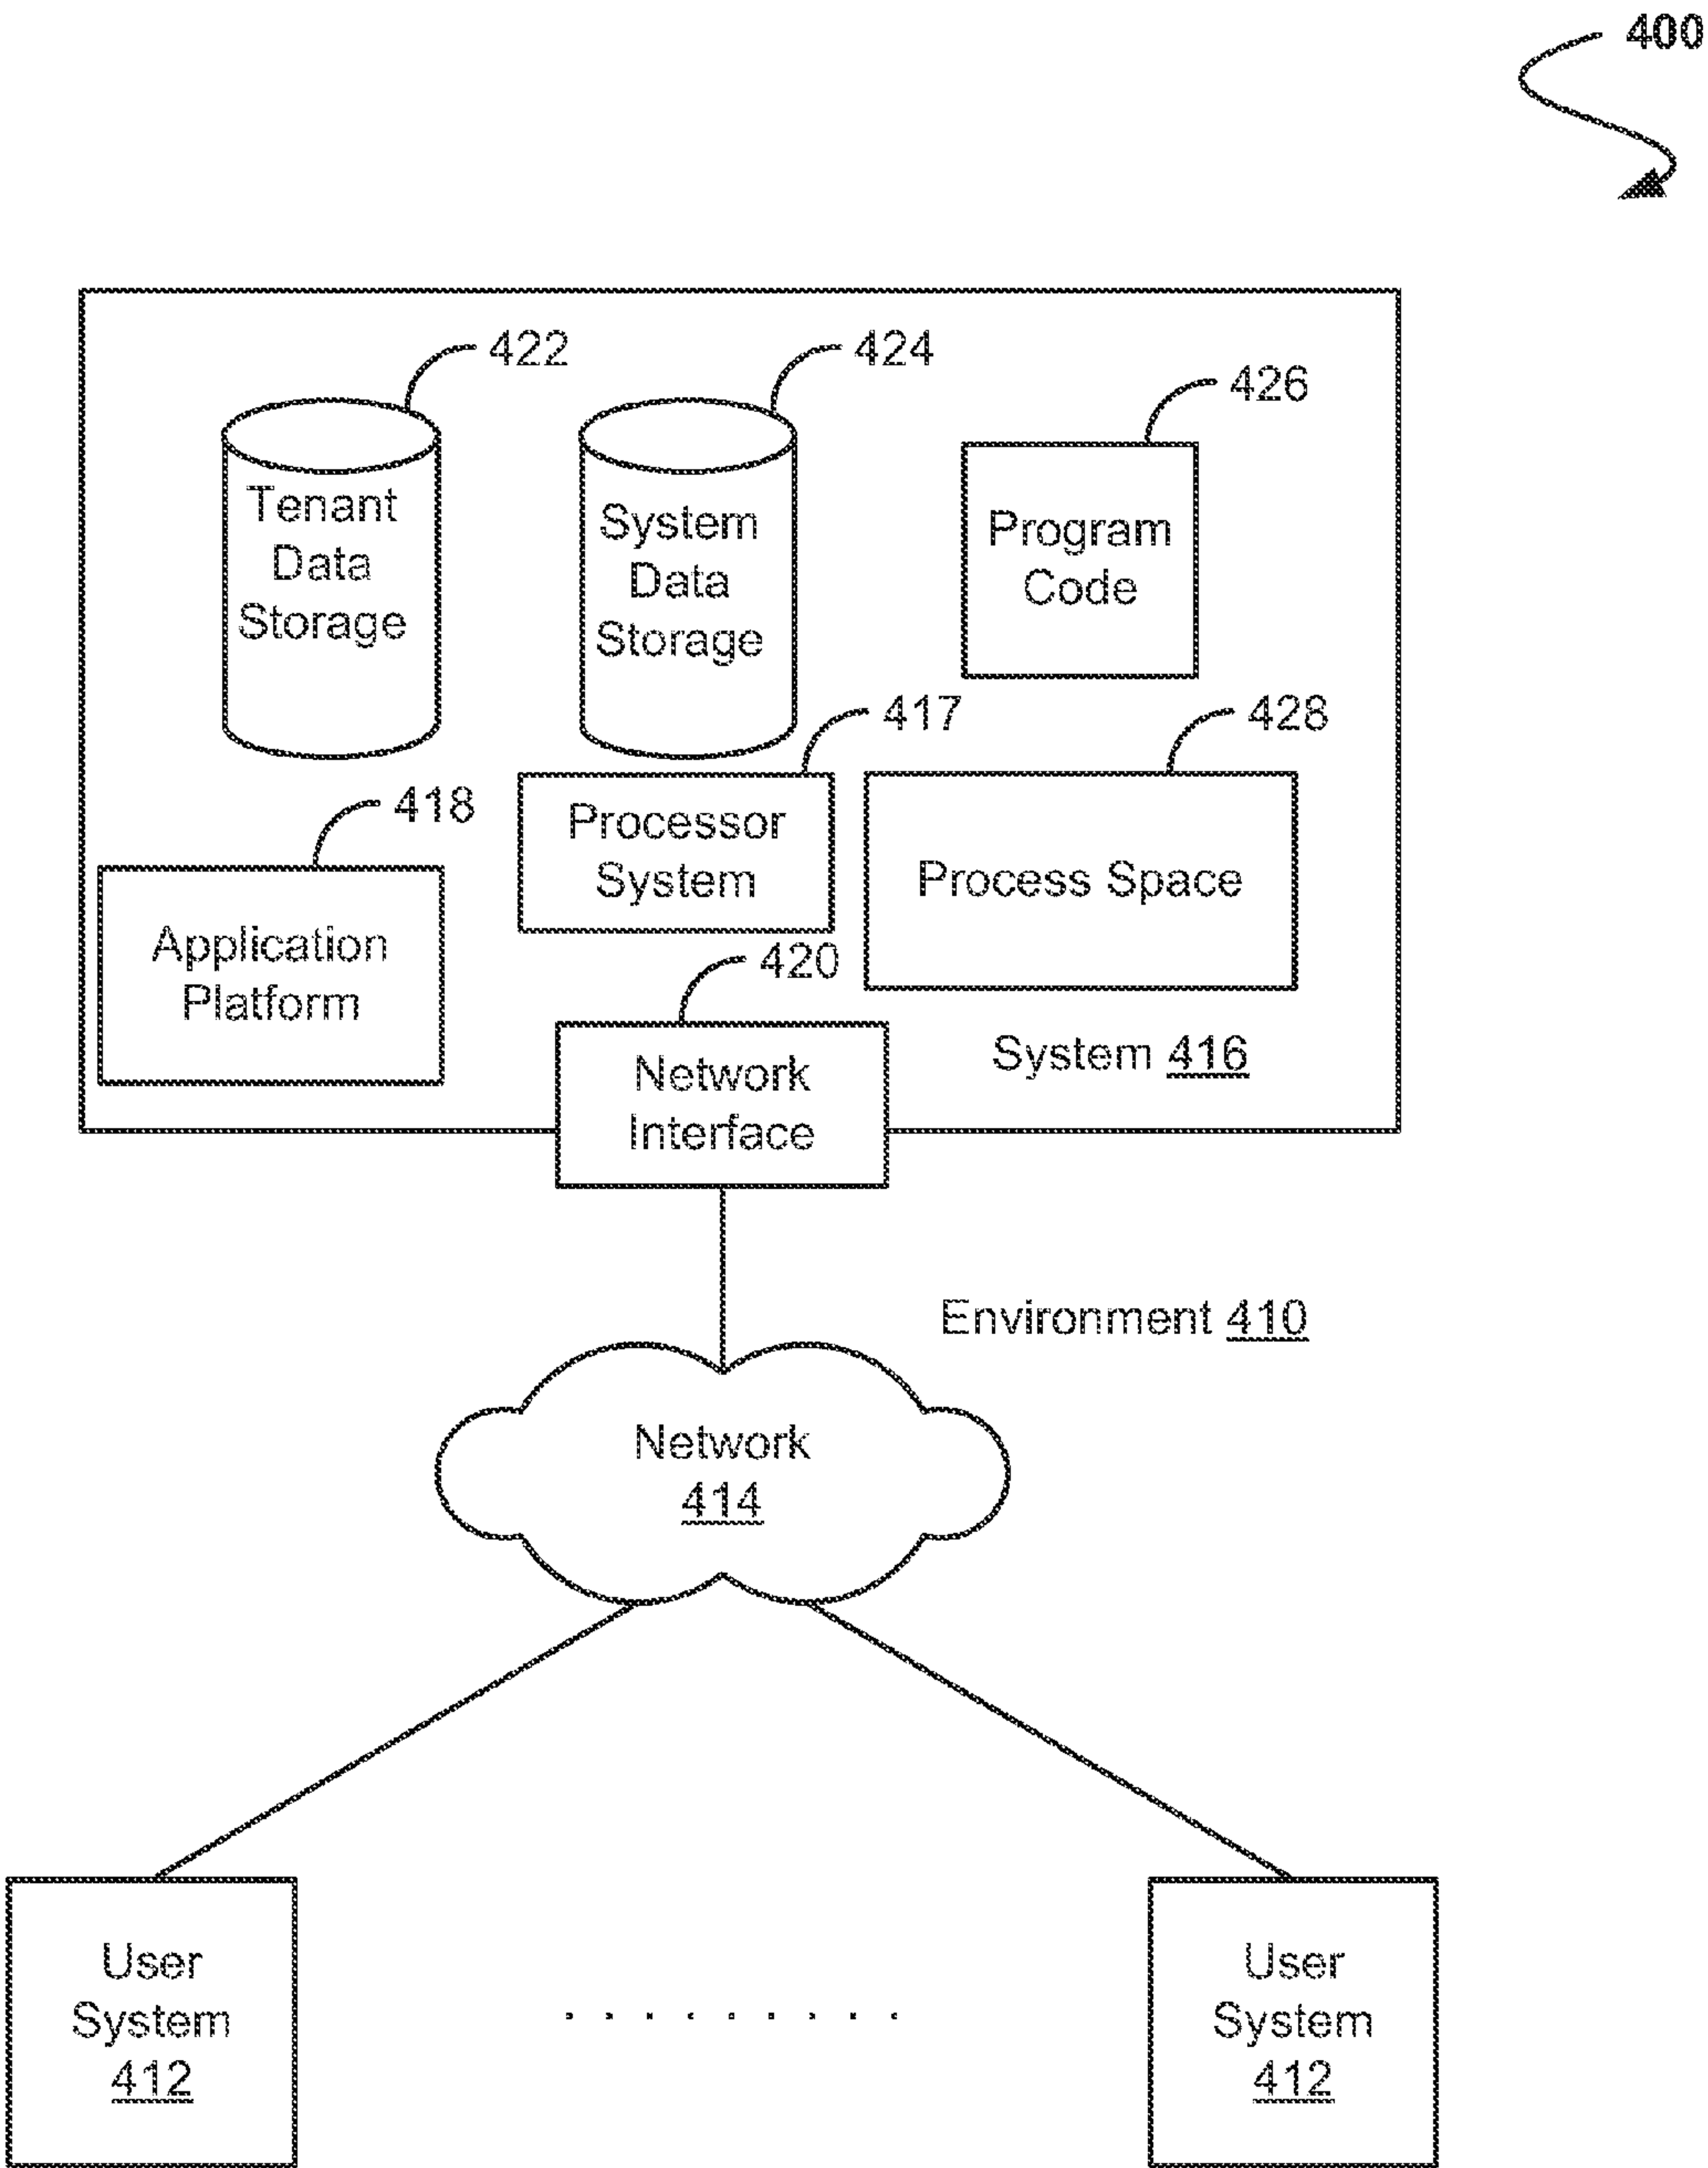 400
422
424
426
Tenant
Data
Storage
System
Data
Storage
Program
Code
417
428
418
Processor
System
Process Space
Application
Platform
420
Network
Interface
System 416
Environment 410
Network
414
User
System
412
User
System
412